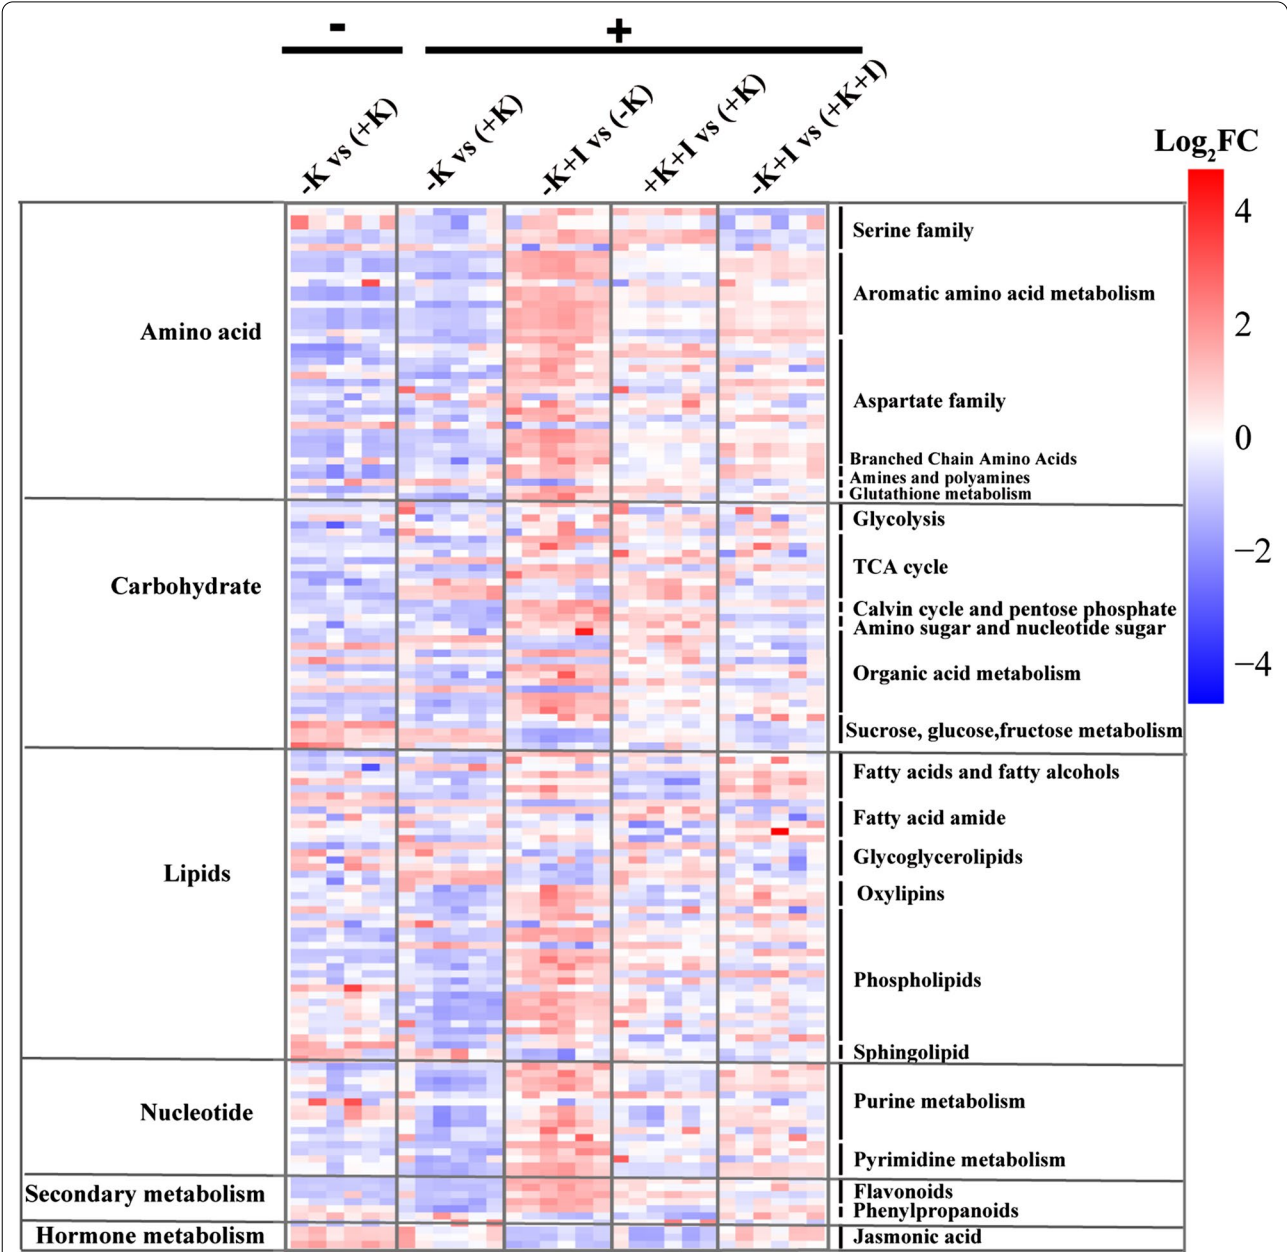 -
+
-K vs (+K)
-K vs (+K)
-K+I vs (-K)
+K+I vs (+K)
-K+I vs (+K+I)
Log2FC
4
2
0
−2
−4
Amino acid
Serine family
Aromatic amino acid metabolism
Aspartate family
Branched Chain Amino Acids
Amines and polyamines
Glutathione metabolism
Carbohydrate
Glycolysis
TCA cycle
Calvin cycle and pentose phosphate
Amino sugar and nucleotide sugar
Organic acid metabolism
Sucrose, glucose,fructose metabolism
Lipids
Fatty acids and fatty alcohols
Fatty acid amide
Glycoglycerolipids
Oxylipins
Phospholipids
Sphingolipid
Nucleotide
Purine metabolism
Pyrimidine metabolism
Secondary metabolism
Flavonoids
Phenylpropanoids
Hormone metabolism
Jasmonic acid